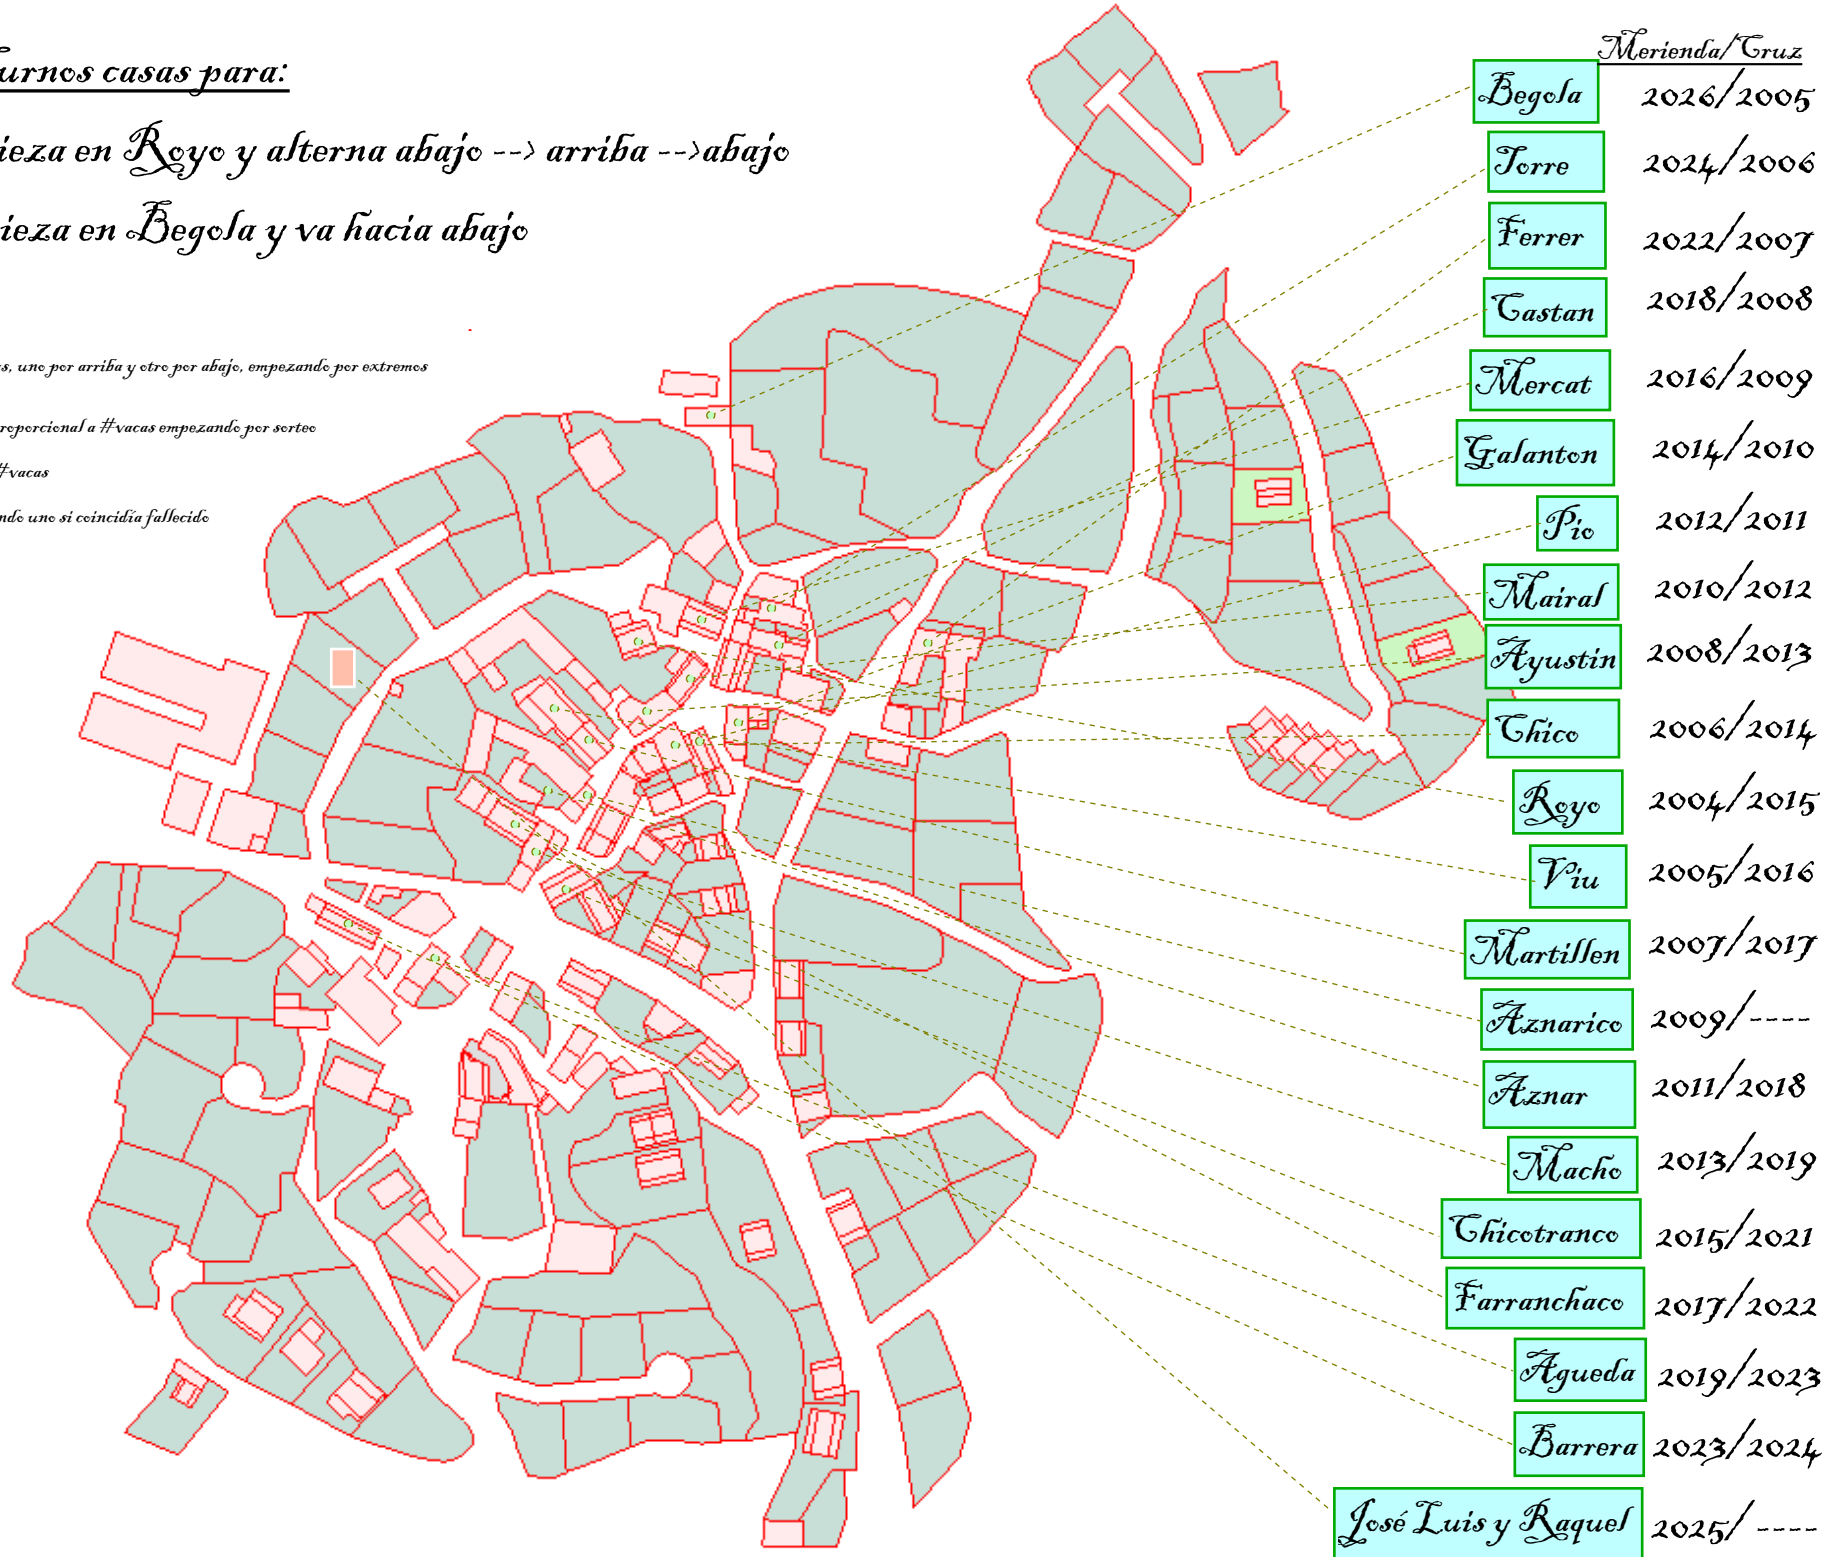 urnos casas para:
ieza en Royo y alterna abajo --> arriba -->abajo
ieza en Begola y va hacia abajo
s, uno por arriba y otro por abajo, empezando por extremos
roporcional a #vacas empezando por sorteo
#vacas
ndo uno si coincidía fallecido
Merienda/Cruz
Begola 2026/2005
Torre 2024/2006
Ferrer 2022/2007
Castan 2018/2008
Mercat 2016/2009
Galanton 2014/2010
Pio 2012/2011
Mairal 2010/2012
Ayustin 2008/2013
Chico 2006/2014
Royo 2004/2015
Viu 2005/2016
Martillen 2007/2017
Aznarico 2009/----
Aznar 2011/2018
Macho 2013/2019
Chicotranco 2015/2021
Farranchaco 2017/2022
Agueda 2019/2023
Barrera 2023/2024
José Luis y Raquel 2025/ ----